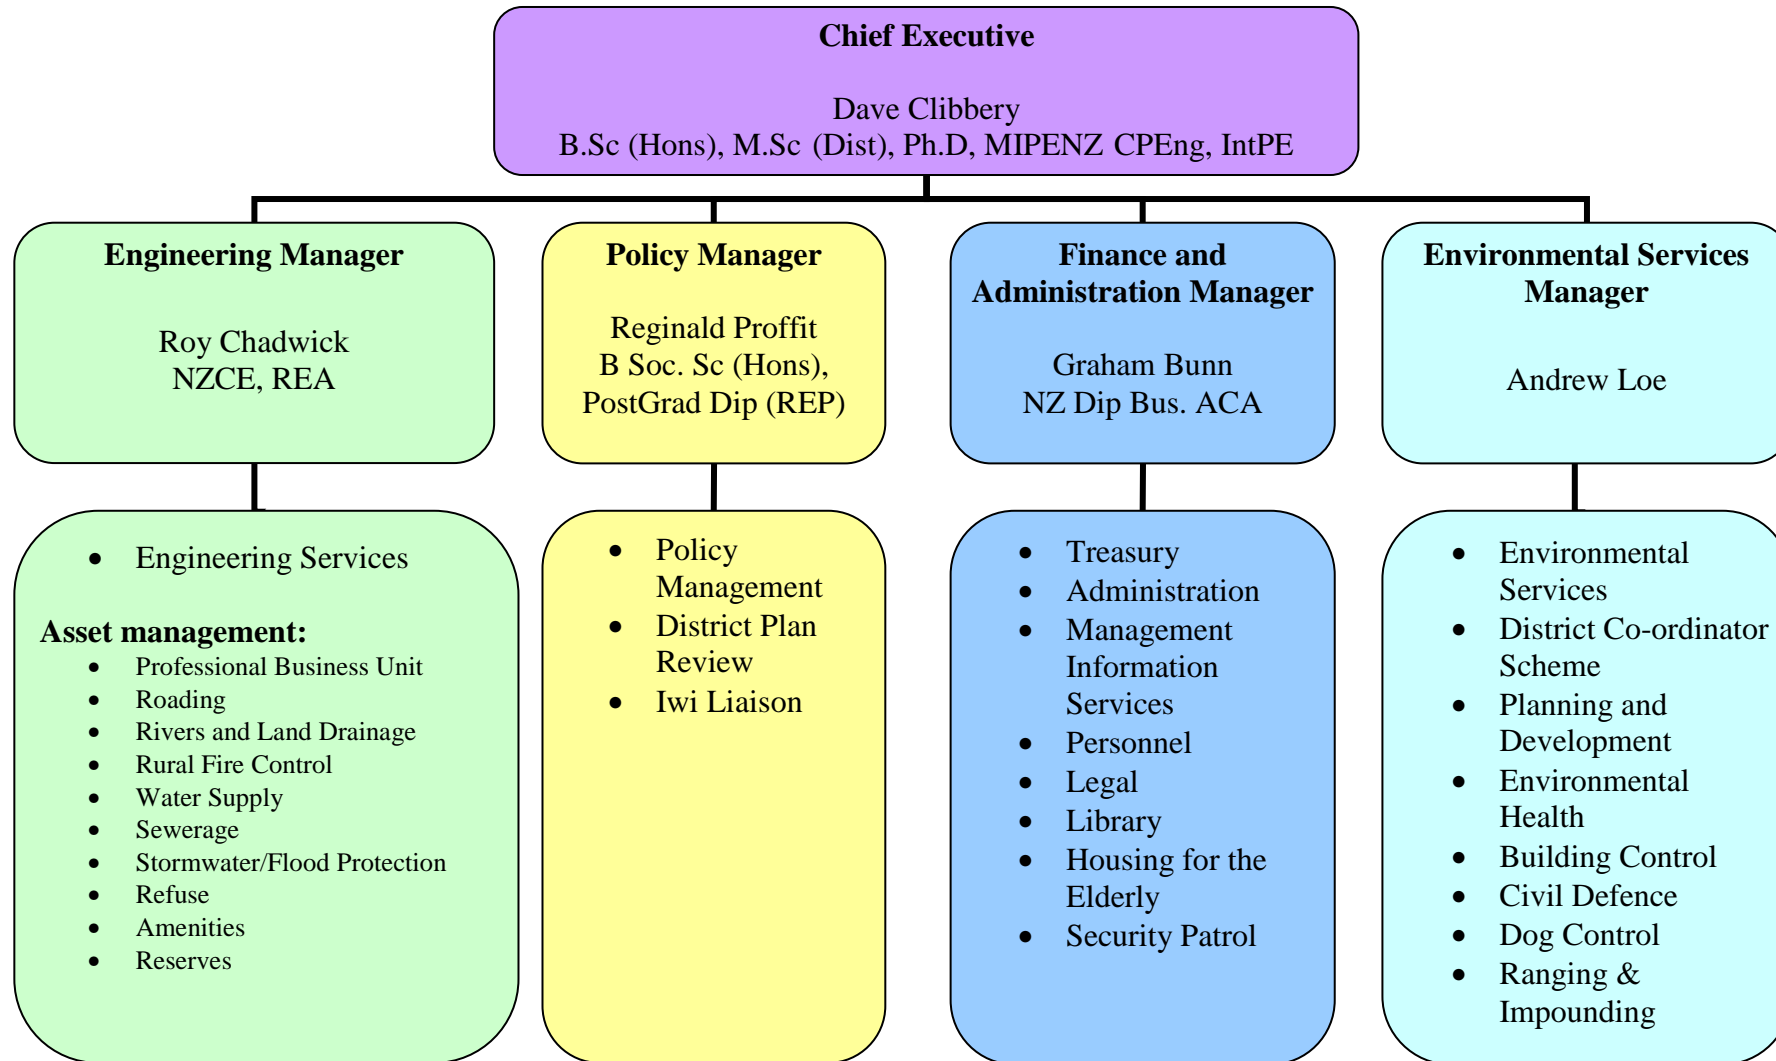 Chief Executive
Dave Clibbery
B.Sc (Hons), M.Sc (Dist), Ph.D, MIPENZ CPEng, IntPE
Engineering Manager
Roy Chadwick
NZCE, REA
Policy Manager
Reginald Proffit
B Soc. Sc (Hons),
PostGrad Dip (REP)
Finance and
Administration Manager
Graham Bunn
NZ Dip Bus. ACA
Environmental Services
Manager
Andrew Loe
• Engineering Services
Asset management:
• Professional Business Unit
• Roading
• Rivers and Land Drainage
• Rural Fire Control
• Water Supply
• Sewerage
• Stormwater/Flood Protection
• Refuse
• Amenities
• Reserves
• Policy
Management
• District Plan
Review
• Iwi Liaison
• Treasury
• Administration
• Management
Information
Services
• Personnel
• Legal
• Library
• Housing for the
Elderly
• Security Patrol
• Environmental
Services
• District Co-ordinator
Scheme
• Planning and
Development
• Environmental
Health
• Building Control
• Civil Defence
• Dog Control
• Ranging &
Impounding